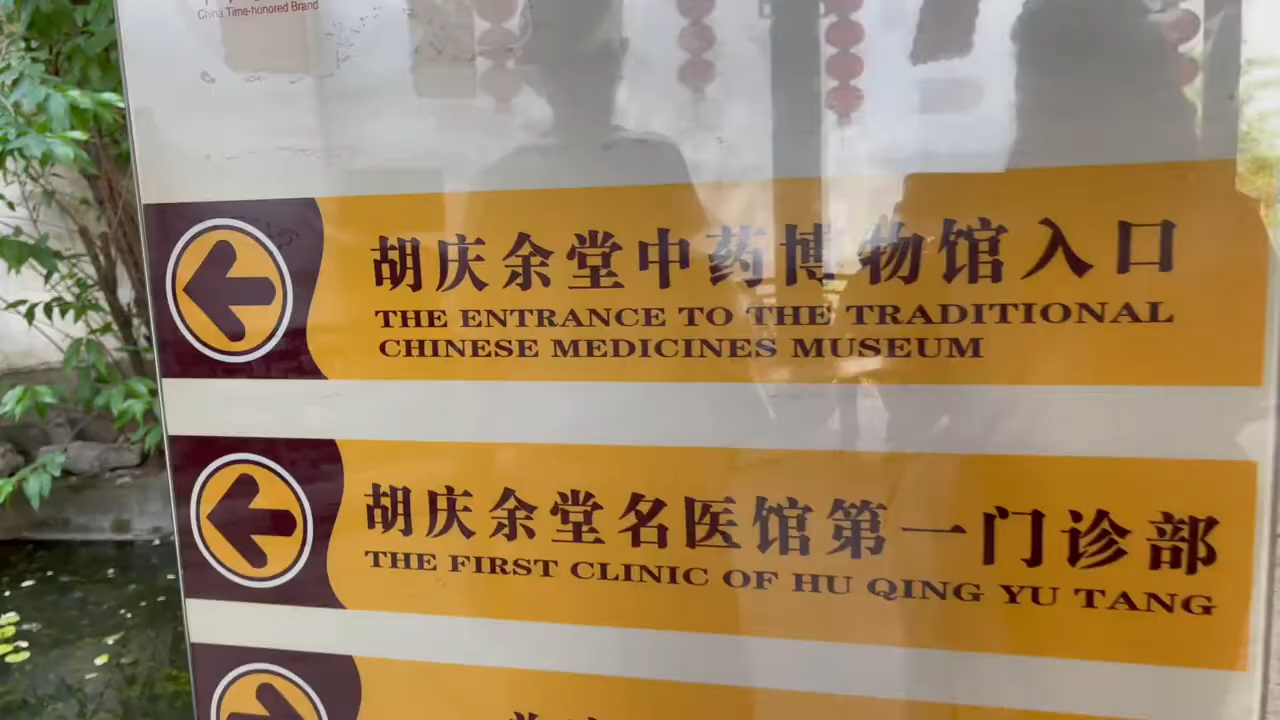 China Time-honored Brand
胡庆余堂中药博物馆入口
THE ENTRANCE TO THE TRADITIONAL
CHINESE MEDICINES MUSEUM
胡庆余堂名医馆第一门诊部
THE FIRST CLINIC OF HU QING YU TANG